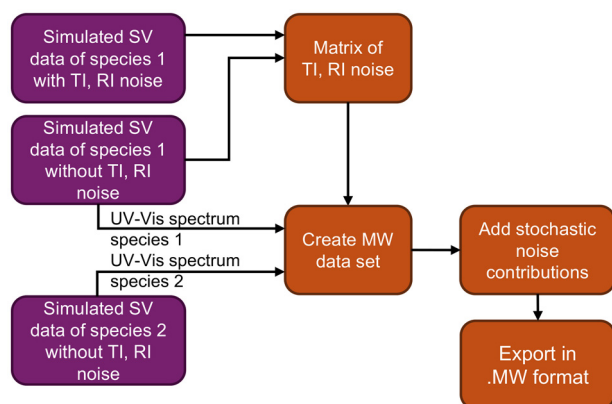 Simulated SV
data of species 1
with TI, RI noise
Matrix of
TI, RI noise
Simulated SV
data of species 1
without TI, RI
noise
UV-Vis spectrum
species 1
UV-Vis spectrum
species 2
Create MW
data set
Add stochastic
noise
contributions
Simulated SV
data of species 2
without TI, RI
noise
Export in
.MW format